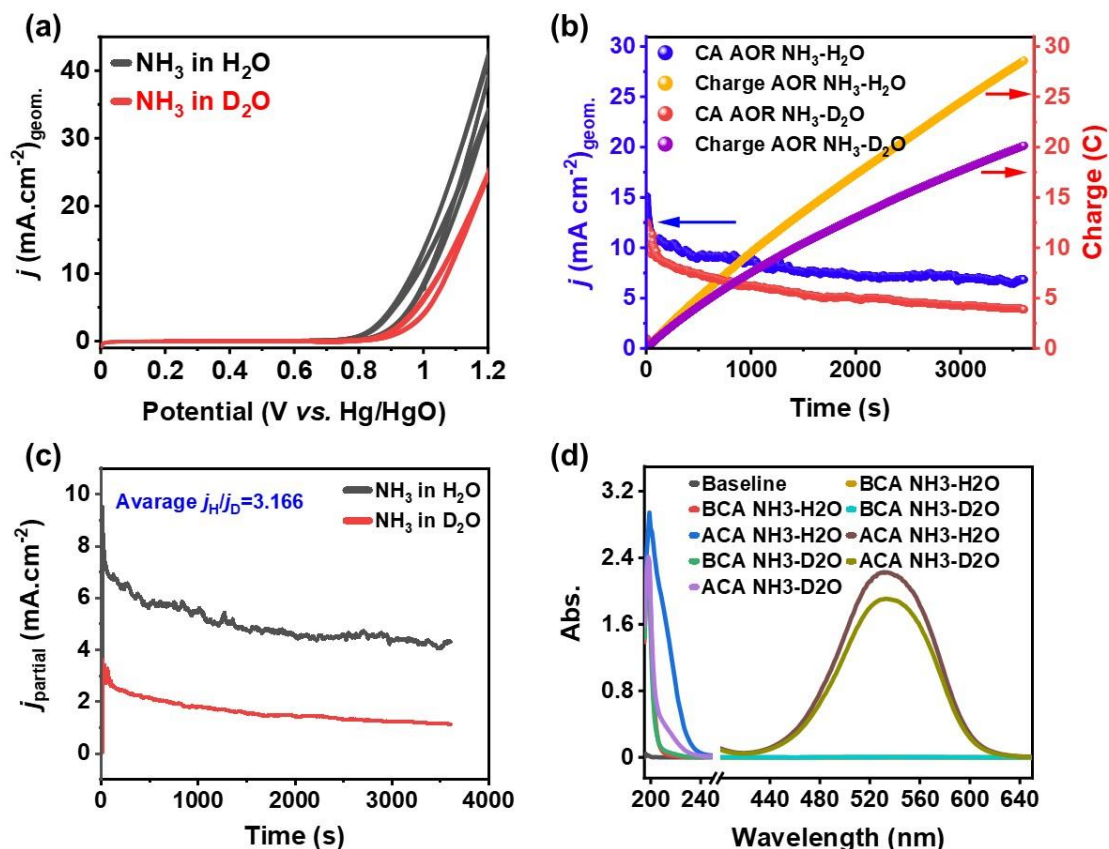 (a)
NH₃ in H₂O
NH₃ in D₂O
j (mA.cm⁻²)geom.
40
30
20
10
0
0 0.2 0.4 0.6 0.8 1 1.2
Potential (V vs. Hg/HgO)
(b)
CA AOR NH₃-H₂O
Charge AOR NH₃-H₂O
CA AOR NH₃-D₂O
Charge AOR NH₃-D₂O
j (mA cm⁻²)geom.
30
25
20
15
10
5
0
30
25
20
15
10
5
0
Charge (C)
0 1000 2000 3000
Time (s)
(c)
Avarage jH/jD=3.166
NH₃ in H₂O
NH₃ in D₂O
jpartial (mA.cm⁻²)
10
8
6
4
2
0
0 1000 2000 3000 4000
Time (s)
(d)
Baseline
BCA NH3-H2O
BCA NH3-H2O
BCA NH3-D2O
ACA NH3-H2O
ACA NH3-H2O
BCA NH3-D2O
ACA NH3-D2O
ACA NH3-D2O
Abs.
3.2
2.4
1.6
0.8
0
200 240 440 480 520 560 600 640
Wavelength (nm)